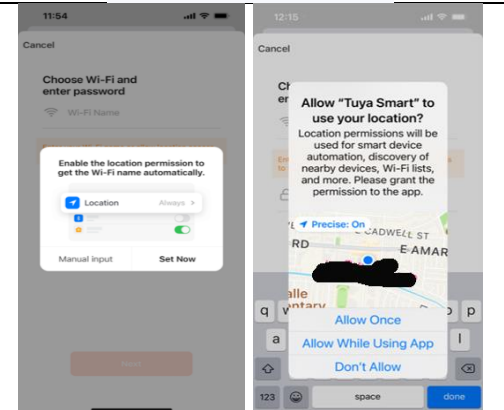 11:54
Cancel
Choose Wi-Fi and
enter password
Wi-Fi Name
Enable the location permission to
get the Wi-Fi name automatically.
Location
Always
Manual input
Set Now
Next
12:15
Cancel
Ch
er
Allow “Tuya Smart” to
use your location?
Location permissions will be
used for smart device
automation, discovery of
nearby devices, Wi-Fi lists,
and more. Please grant the
permission to the app.
Precise: On
E CADWELL ST
RD
E AMAR
alle
entary
Allow Once
Allow While Using App
Don't Allow
q
p
a
l
123
space
done